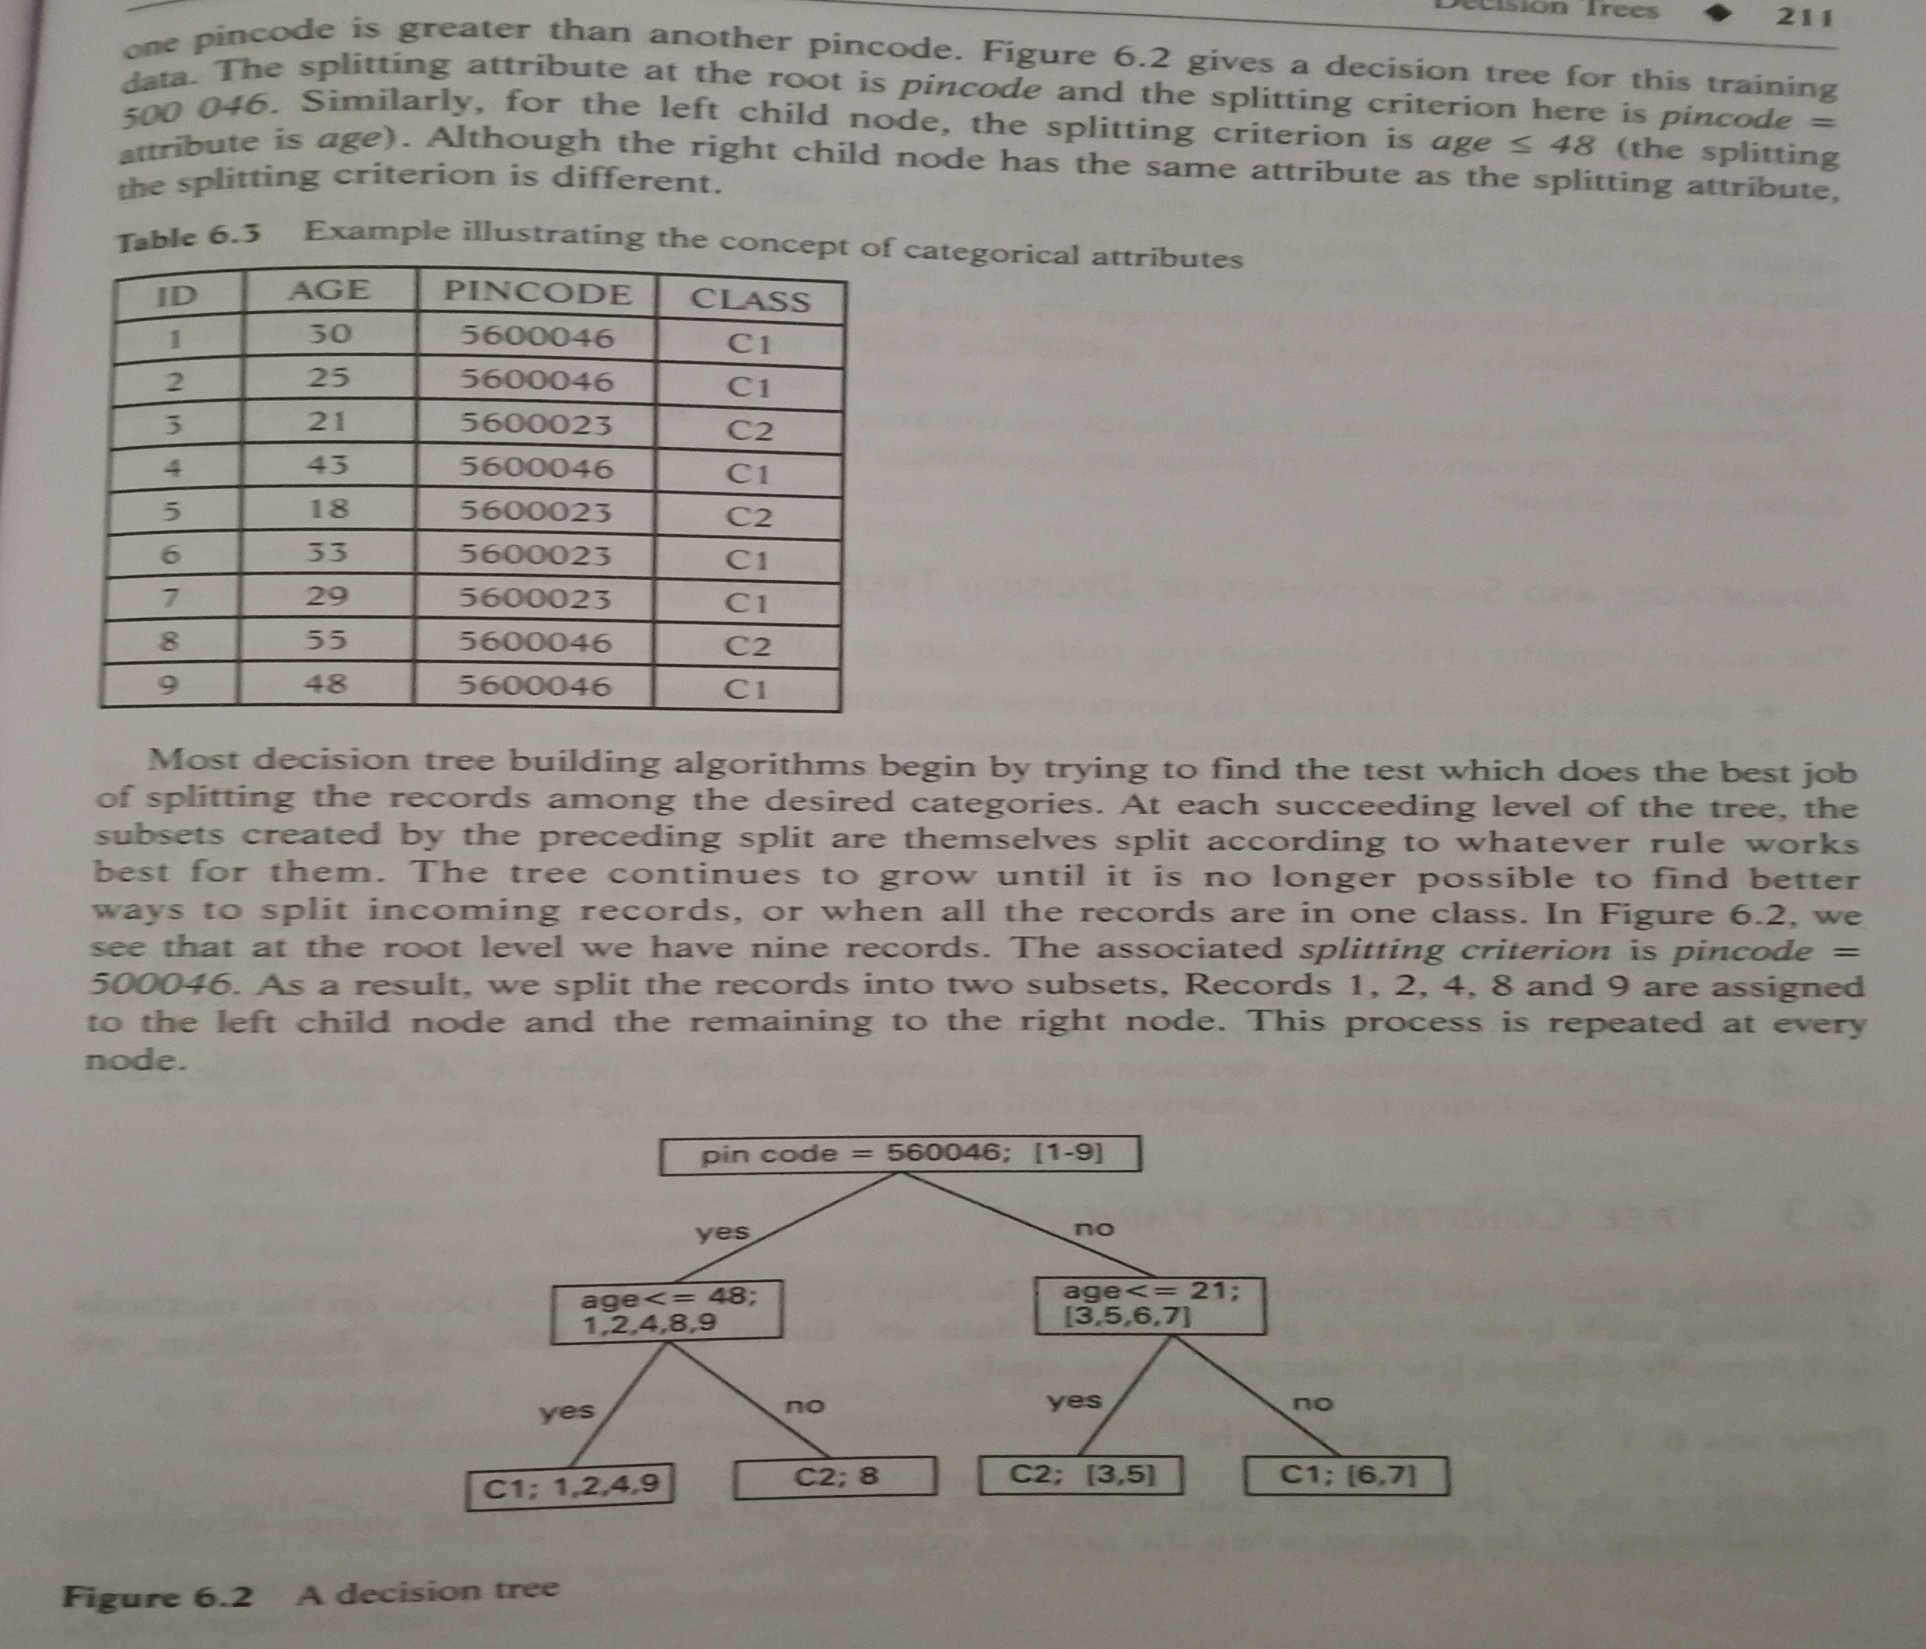 Decision Trees ◆ 211
one pincode is greater than another pincode. Figure 6.2 gives a decision tree for this training
data. The splitting attribute at the root is pincode and the splitting criterion here is pincode =
500 046. Similarly, for the left child node, the splitting criterion is age ≤ 48 (the splitting
attribute is age). Although the right child node has the same attribute as the splitting attribute,
the splitting criterion is different.
Table 6.3 Example illustrating the concept of categorical attributes
ID AGE PINCODE CLASS
1 30 5600046 C1
2 25 5600046 C1
3 21 5600023 C2
4 43 5600046 C1
5 18 5600023 C2
6 33 5600023 C1
7 29 5600023 C1
8 55 5600046 C2
9 48 5600046 C1
Most decision tree building algorithms begin by trying to find the test which does the best job
of splitting the records among the desired categories. At each succeeding level of the tree, the
subsets created by the preceding split are themselves split according to whatever rule works
best for them. The tree continues to grow until it is no longer possible to find better
ways to split incoming records, or when all the records are in one class. In Figure 6.2, we
see that at the root level we have nine records. The associated splitting criterion is pincode =
500046. As a result, we split the records into two subsets, Records 1, 2, 4, 8 and 9 are assigned
to the left child node and the remaining to the right node. This process is repeated at every
node.
pin code = 560046; [1-9]
yes no
age<= 48; age<= 21;
1,2,4,8,9 [3,5,6,7]
yes no yes no
C1; 1,2,4,9 C2; 8 C2; [3,5] C1; [6,7]
Figure 6.2 A decision tree